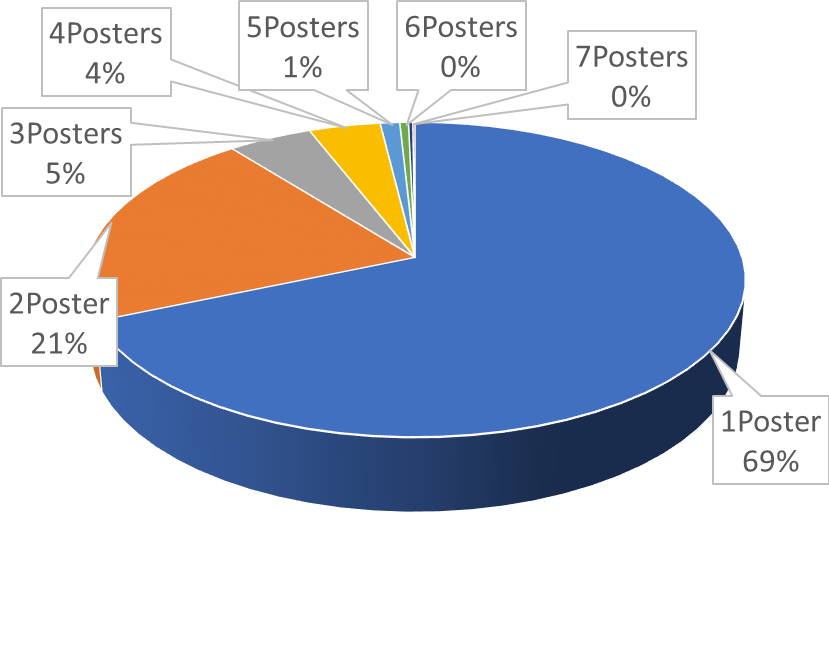 4Posters
4%
5Posters
1%
6Posters
0%
7Posters
0%
3Posters
5%
2Poster
21%
1Poster
69%